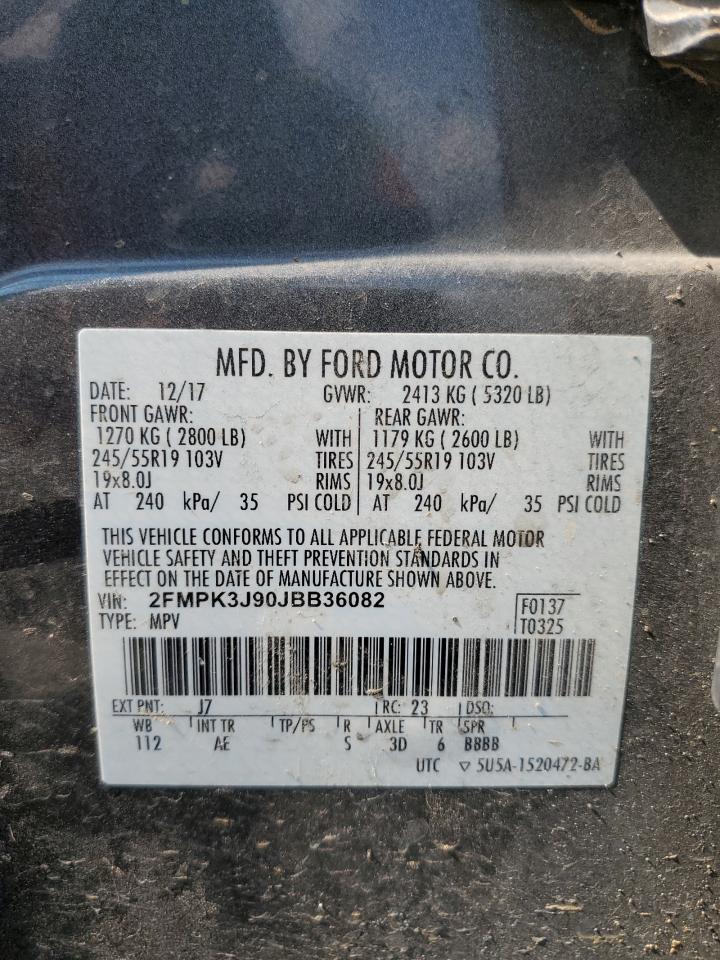 MFD. BY FORD MOTOR CO.
DATE: 12/17 GVWR: 2413 KG ( 5320 LB)
FRONT GAWR: REAR GAWR:
1270 KG ( 2800 LB) WITH 1179 KG ( 2600 LB) WITH
245/55R19 103V TIRES 245/55R19 103V TIRES
19x8.0J RIMS 19x8.0J RIMS
AT 240 kPa/ 35 PSI COLD AT 240 kPa/ 35 PSI COLD
THIS VEHICLE CONFORMS TO ALL APPLICABLE FEDERAL MOTOR
VEHICLE SAFETY AND THEFT PREVENTION STANDARDS IN
EFFECT ON THE DATE OF MANUFACTURE SHOWN ABOVE.
VIN: 2FMPK3J90JBB36082 F0137
TYPE: MPV T0325
EXT PNT: J7 RC: 23 DSO:
WB INT TR TP/PS R AXLE TR SPR
112 AE S 3D 6 BBBB
UTC ▽ 5U5A-1520472-BA